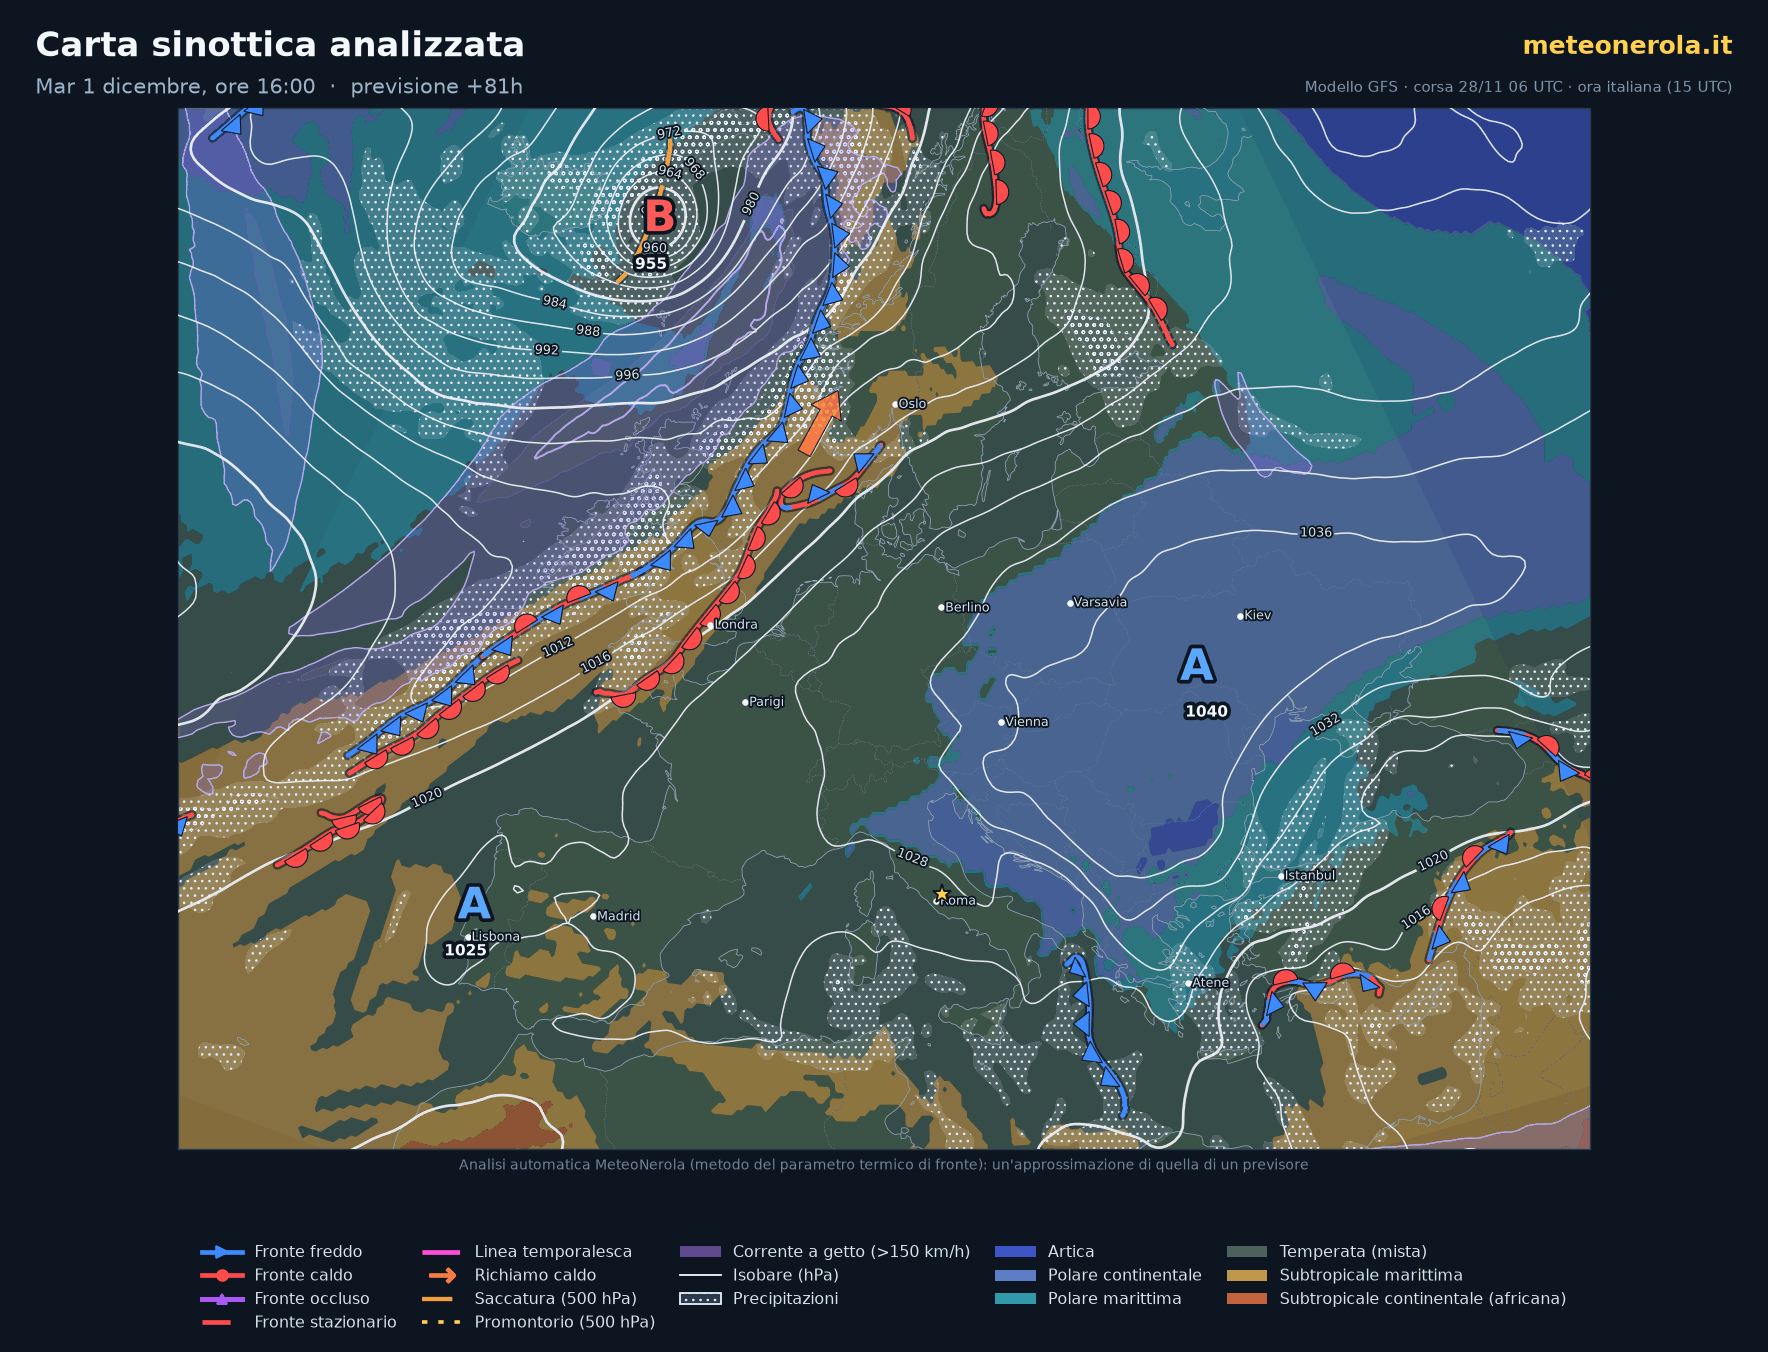 Carta sinottica analizzata
meteonerola.it
Mar 1 dicembre, ore 16:00 · previsione +81h
Modello GFS · corsa 28/11 06 UTC · ora italiana (15 UTC)
972
964
968
980
B
960
955
984
988
992
996
Oslo
1036
Berlino
Varsavia
Kiev
Londra
1012
1016
A
1040
Parigi
Vienna
1032
1020
1028
1020
Istanbul
A
Roma
Madrid
1016
Lisbona
1025
Atene
Analisi automatica MeteoNerola (metodo del parametro termico di fronte): un'approssimazione di quella di un previsore
Fronte freddo
Fronte caldo
Fronte occluso
Fronte stazionario
Linea temporalesca
Richiamo caldo
Saccatura (500 hPa)
Promontorio (500 hPa)
Corrente a getto (>150 km/h)
Isobare (hPa)
Precipitazioni
Artica
Polare continentale
Polare marittima
Temperata (mista)
Subtropicale marittima
Subtropicale continentale (africana)